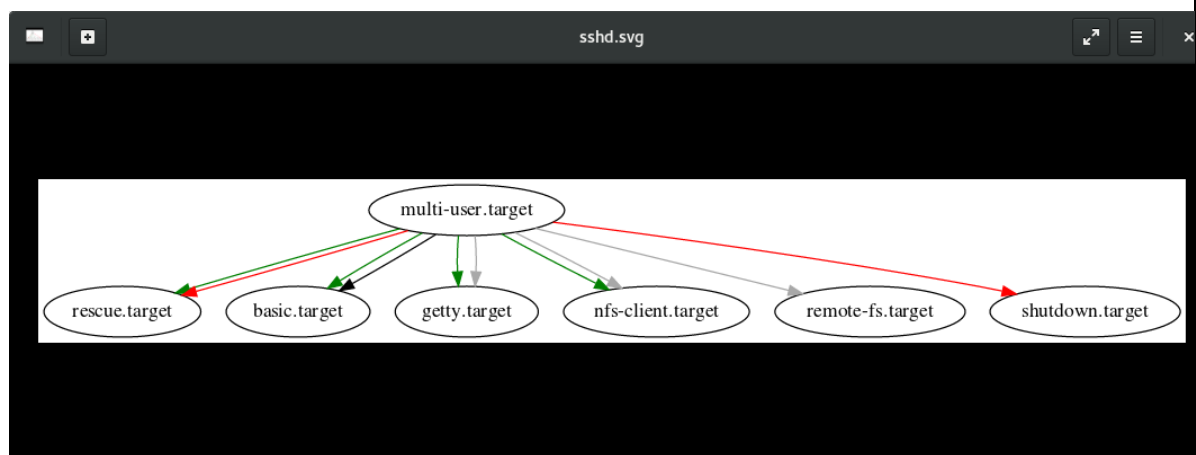 sshd.svg
multi-user.target
rescue.target
basic.target
getty.target
nfs-client.target
remote-fs.target
shutdown.target